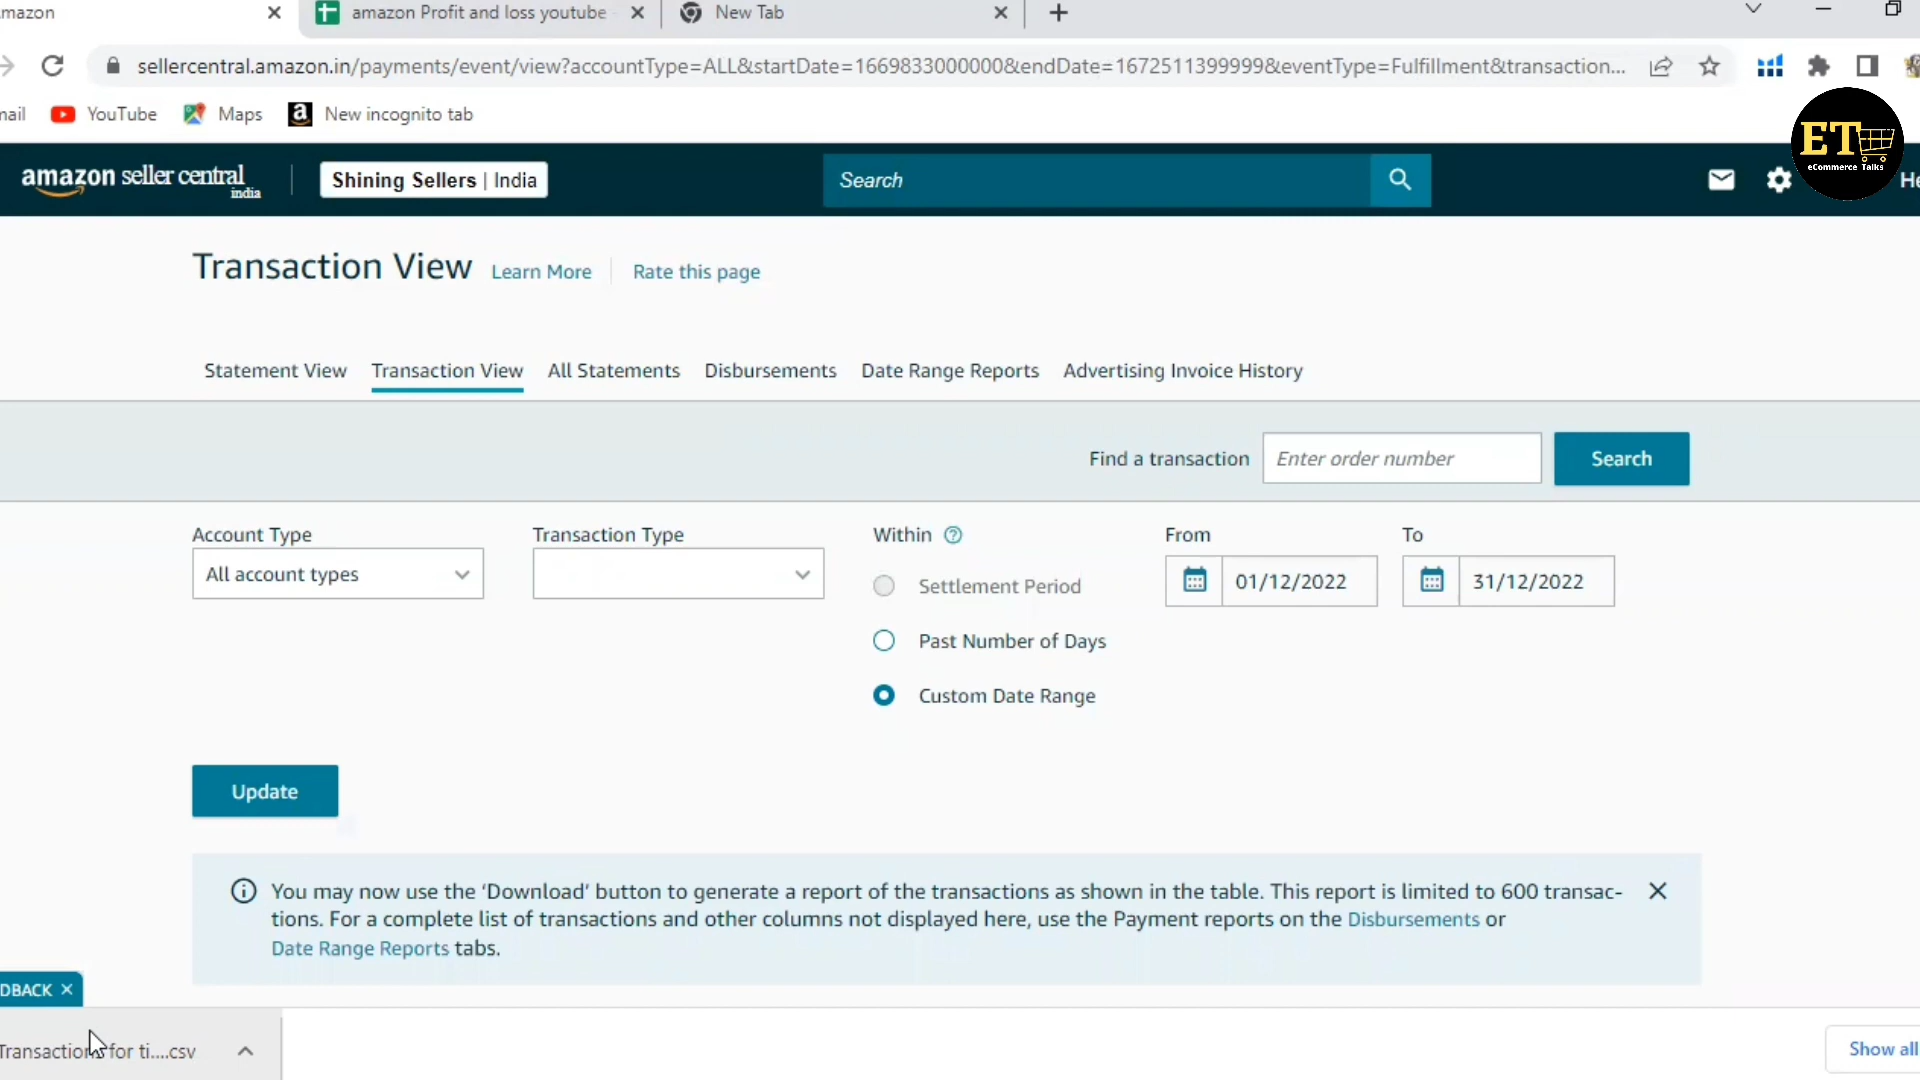 mazon
amazon Profit and loss youtube
New Tab
sellercentral.amazon.in/payments/event/view?accountType=ALL&startDate=1669833000000&endDate=1672511399999&eventType=Fulfillment&transaction...
mail
YouTube
Maps
New incognito tab
ET
eCommerce Talks
amazon seller central
india
Shining Sellers | India
Search
He
Transaction View
Learn More
Rate this page
Statement View
Transaction View
All Statements
Disbursements
Date Range Reports
Advertising Invoice History
Find a transaction
Enter order number
Search
Account Type
Transaction Type
Within
From
To
All account types
Settlement Period
01/12/2022
31/12/2022
Past Number of Days
Custom Date Range
Update
You may now use the ‘Download’ button to generate a report of the transactions as shown in the table. This report is limited to 600 transac-
tions. For a complete list of transactions and other columns not displayed here, use the Payment reports on the Disbursements or
Date Range Reports tabs.
DBACK
Transactions for ti....csv
Show all